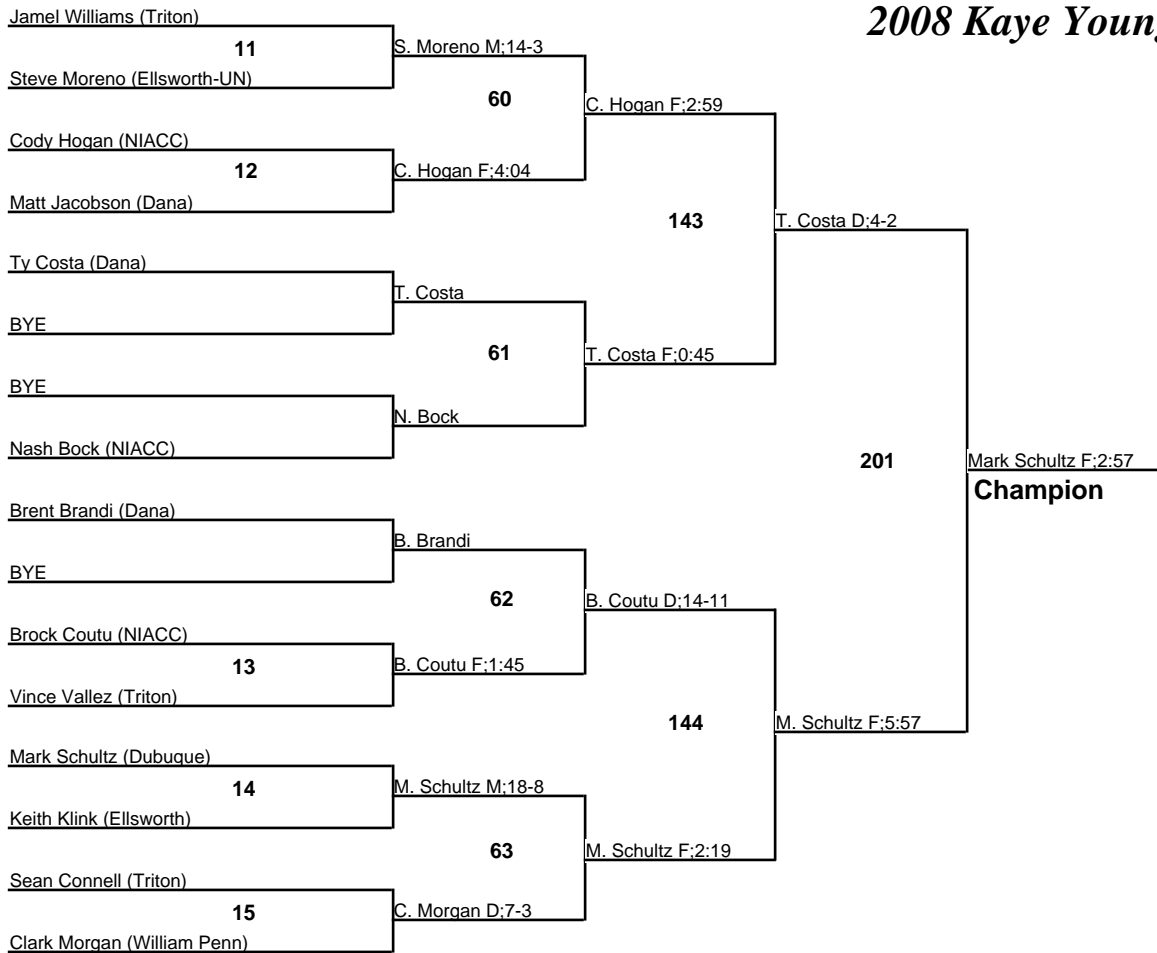 2008 Kaye Young
Jamel Williams (Triton)
11
S. Moreno M;14-3
Steve Moreno (Ellsworth-UN)
60
C. Hogan F;2:59
Cody Hogan (NIACC)
12
C. Hogan F;4:04
Matt Jacobson (Dana)
143
T. Costa D;4-2
Ty Costa (Dana)
T. Costa
BYE
61
T. Costa F;0:45
BYE
N. Bock
Nash Bock (NIACC)
201
Mark Schultz F;2:57
Champion
Brent Brandi (Dana)
B. Brandi
BYE
62
B. Coutu D;14-11
Brock Coutu (NIACC)
13
B. Coutu F;1:45
Vince Vallez (Triton)
144
M. Schultz F;5:57
Mark Schultz (Dubuque)
14
M. Schultz M;18-8
Keith Klink (Ellsworth)
63
M. Schultz F;2:19
Sean Connell (Triton)
15
C. Morgan D;7-3
Clark Morgan (William Penn)